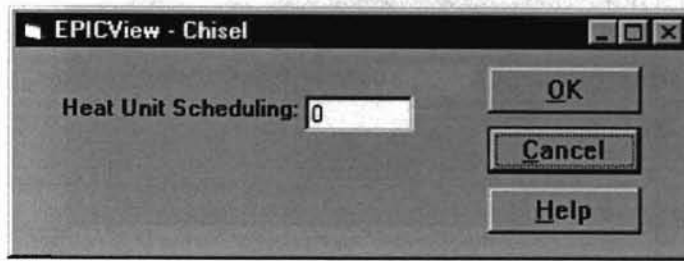 EPICView - Chisel
Heat Unit Scheduling: 0
OK
Cancel
Help